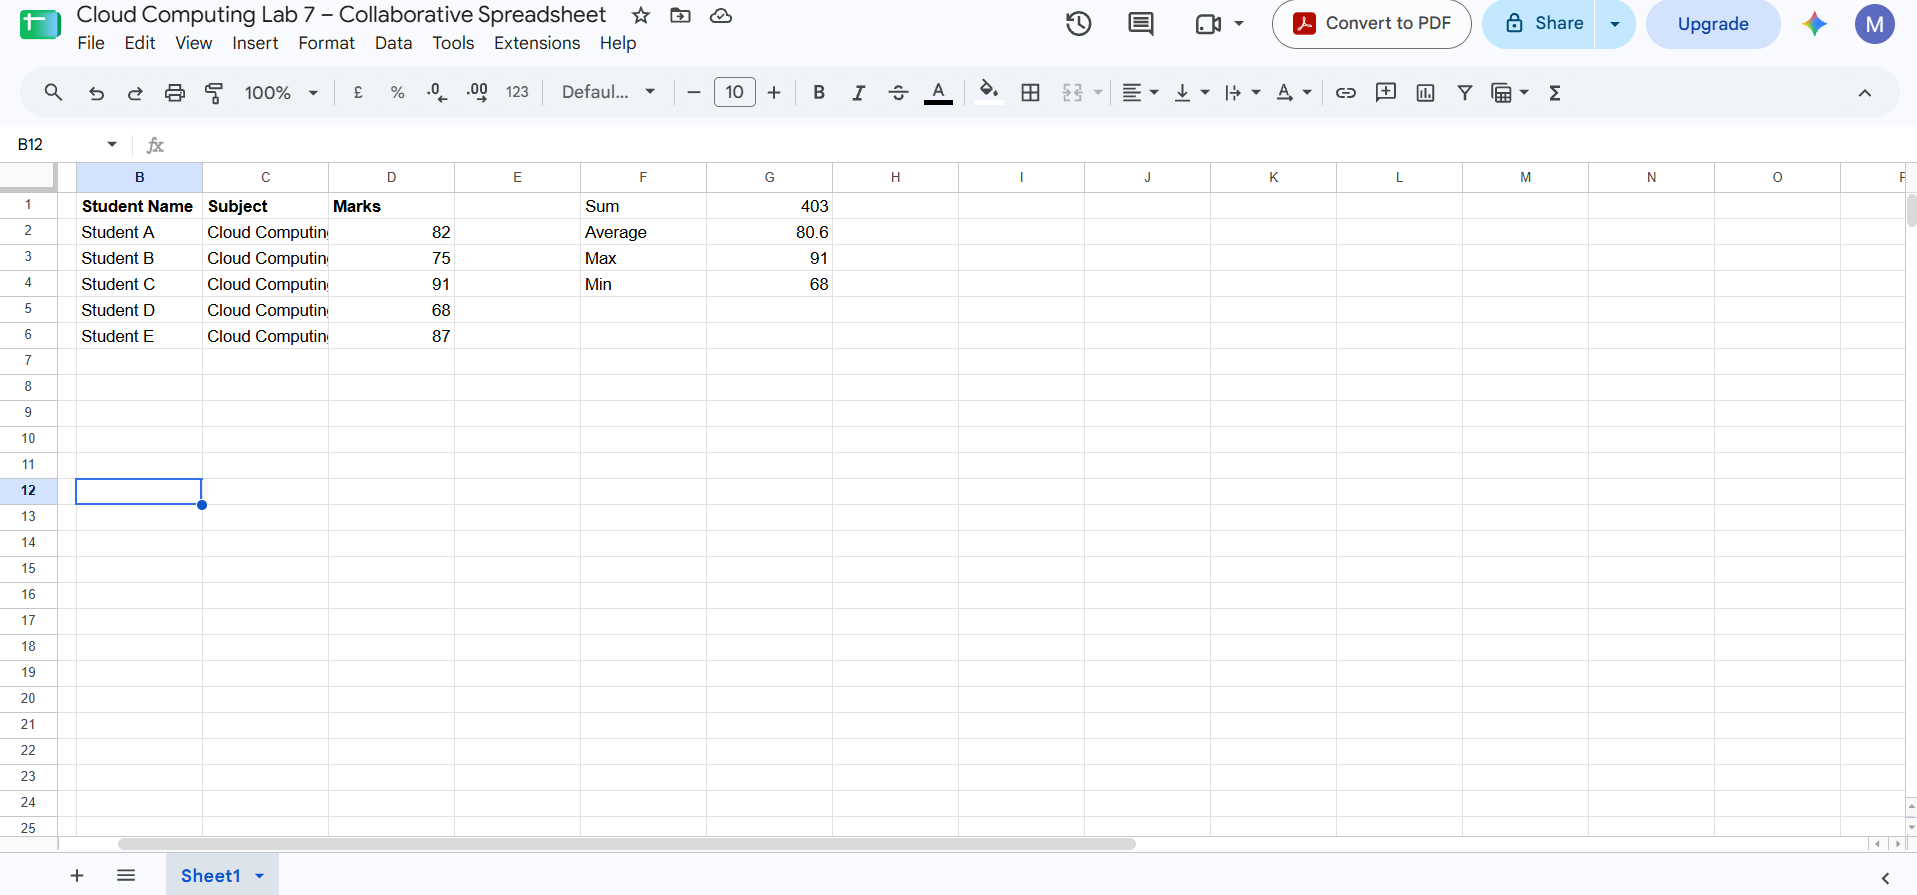 Cloud Computing Lab 7 – Collaborative Spreadsheet
File Edit View Insert Format Data Tools Extensions Help
Convert to PDF
Share
Upgrade
M
100% £ % .0 .00 123 Defaul... 10 B I S A A Σ
B12 fx
B C D E F G H I J K L M N O
1 Student Name Subject Marks Sum 403
2 Student A Cloud Computin 82 Average 80.6
3 Student B Cloud Computin 75 Max 91
4 Student C Cloud Computin 91 Min 68
5 Student D Cloud Computin 68
6 Student E Cloud Computin 87
7
8
9
10
11
12
13
14
15
16
17
18
19
20
21
22
23
24
25
Sheet1